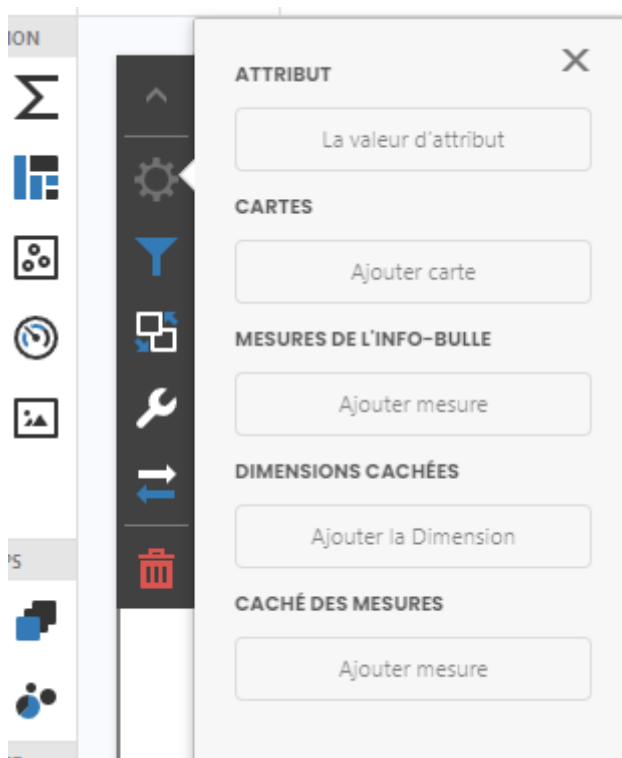 ION
ATTRIBUT
La valeur d'attribut
CARTES
Ajouter carte
MESURES DE L'INFO-BULLE
Ajouter mesure
DIMENSIONS CACHÉES
Ajouter la Dimension
CACHÉ DES MESURES
Ajouter mesure
PS